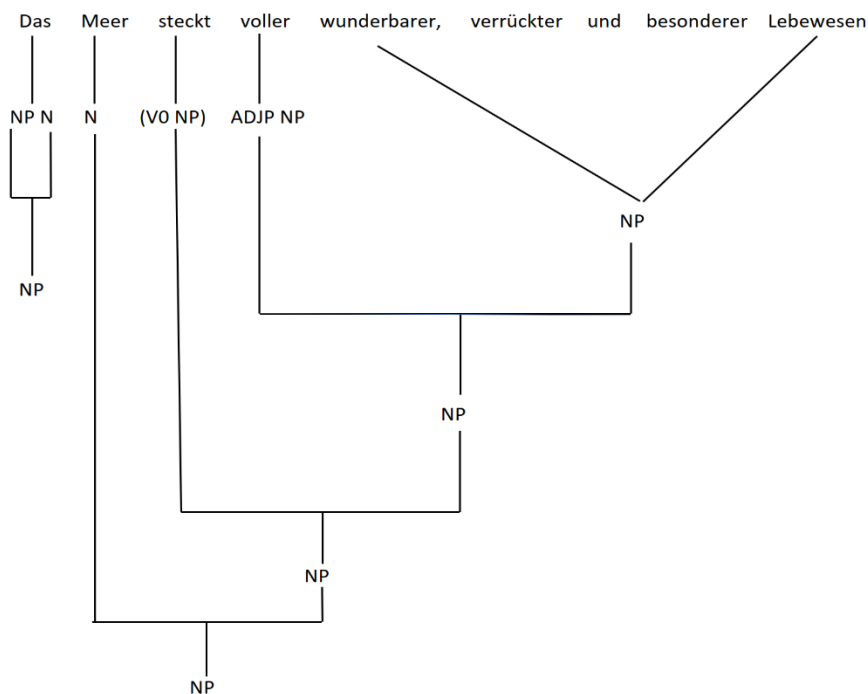 Das Meer steckt voller wunderbarer, verrückter und besonderer Lebewesen
NP N N (V0 NP) ADJP NP
NP
NP
NP
NP
NP